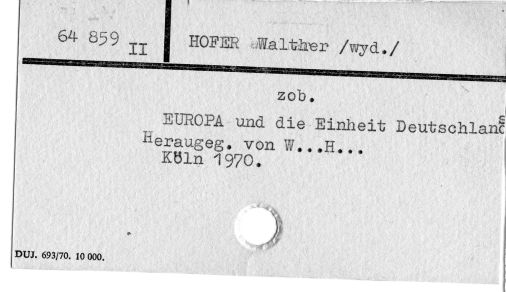 64 859 II
HOFER Walther /wyd./
zob.
EUROPA und die Einheit Deutschlands
Heraugeg. von W...H...
Köln 1970.
DUJ. 693/70. 10 000.